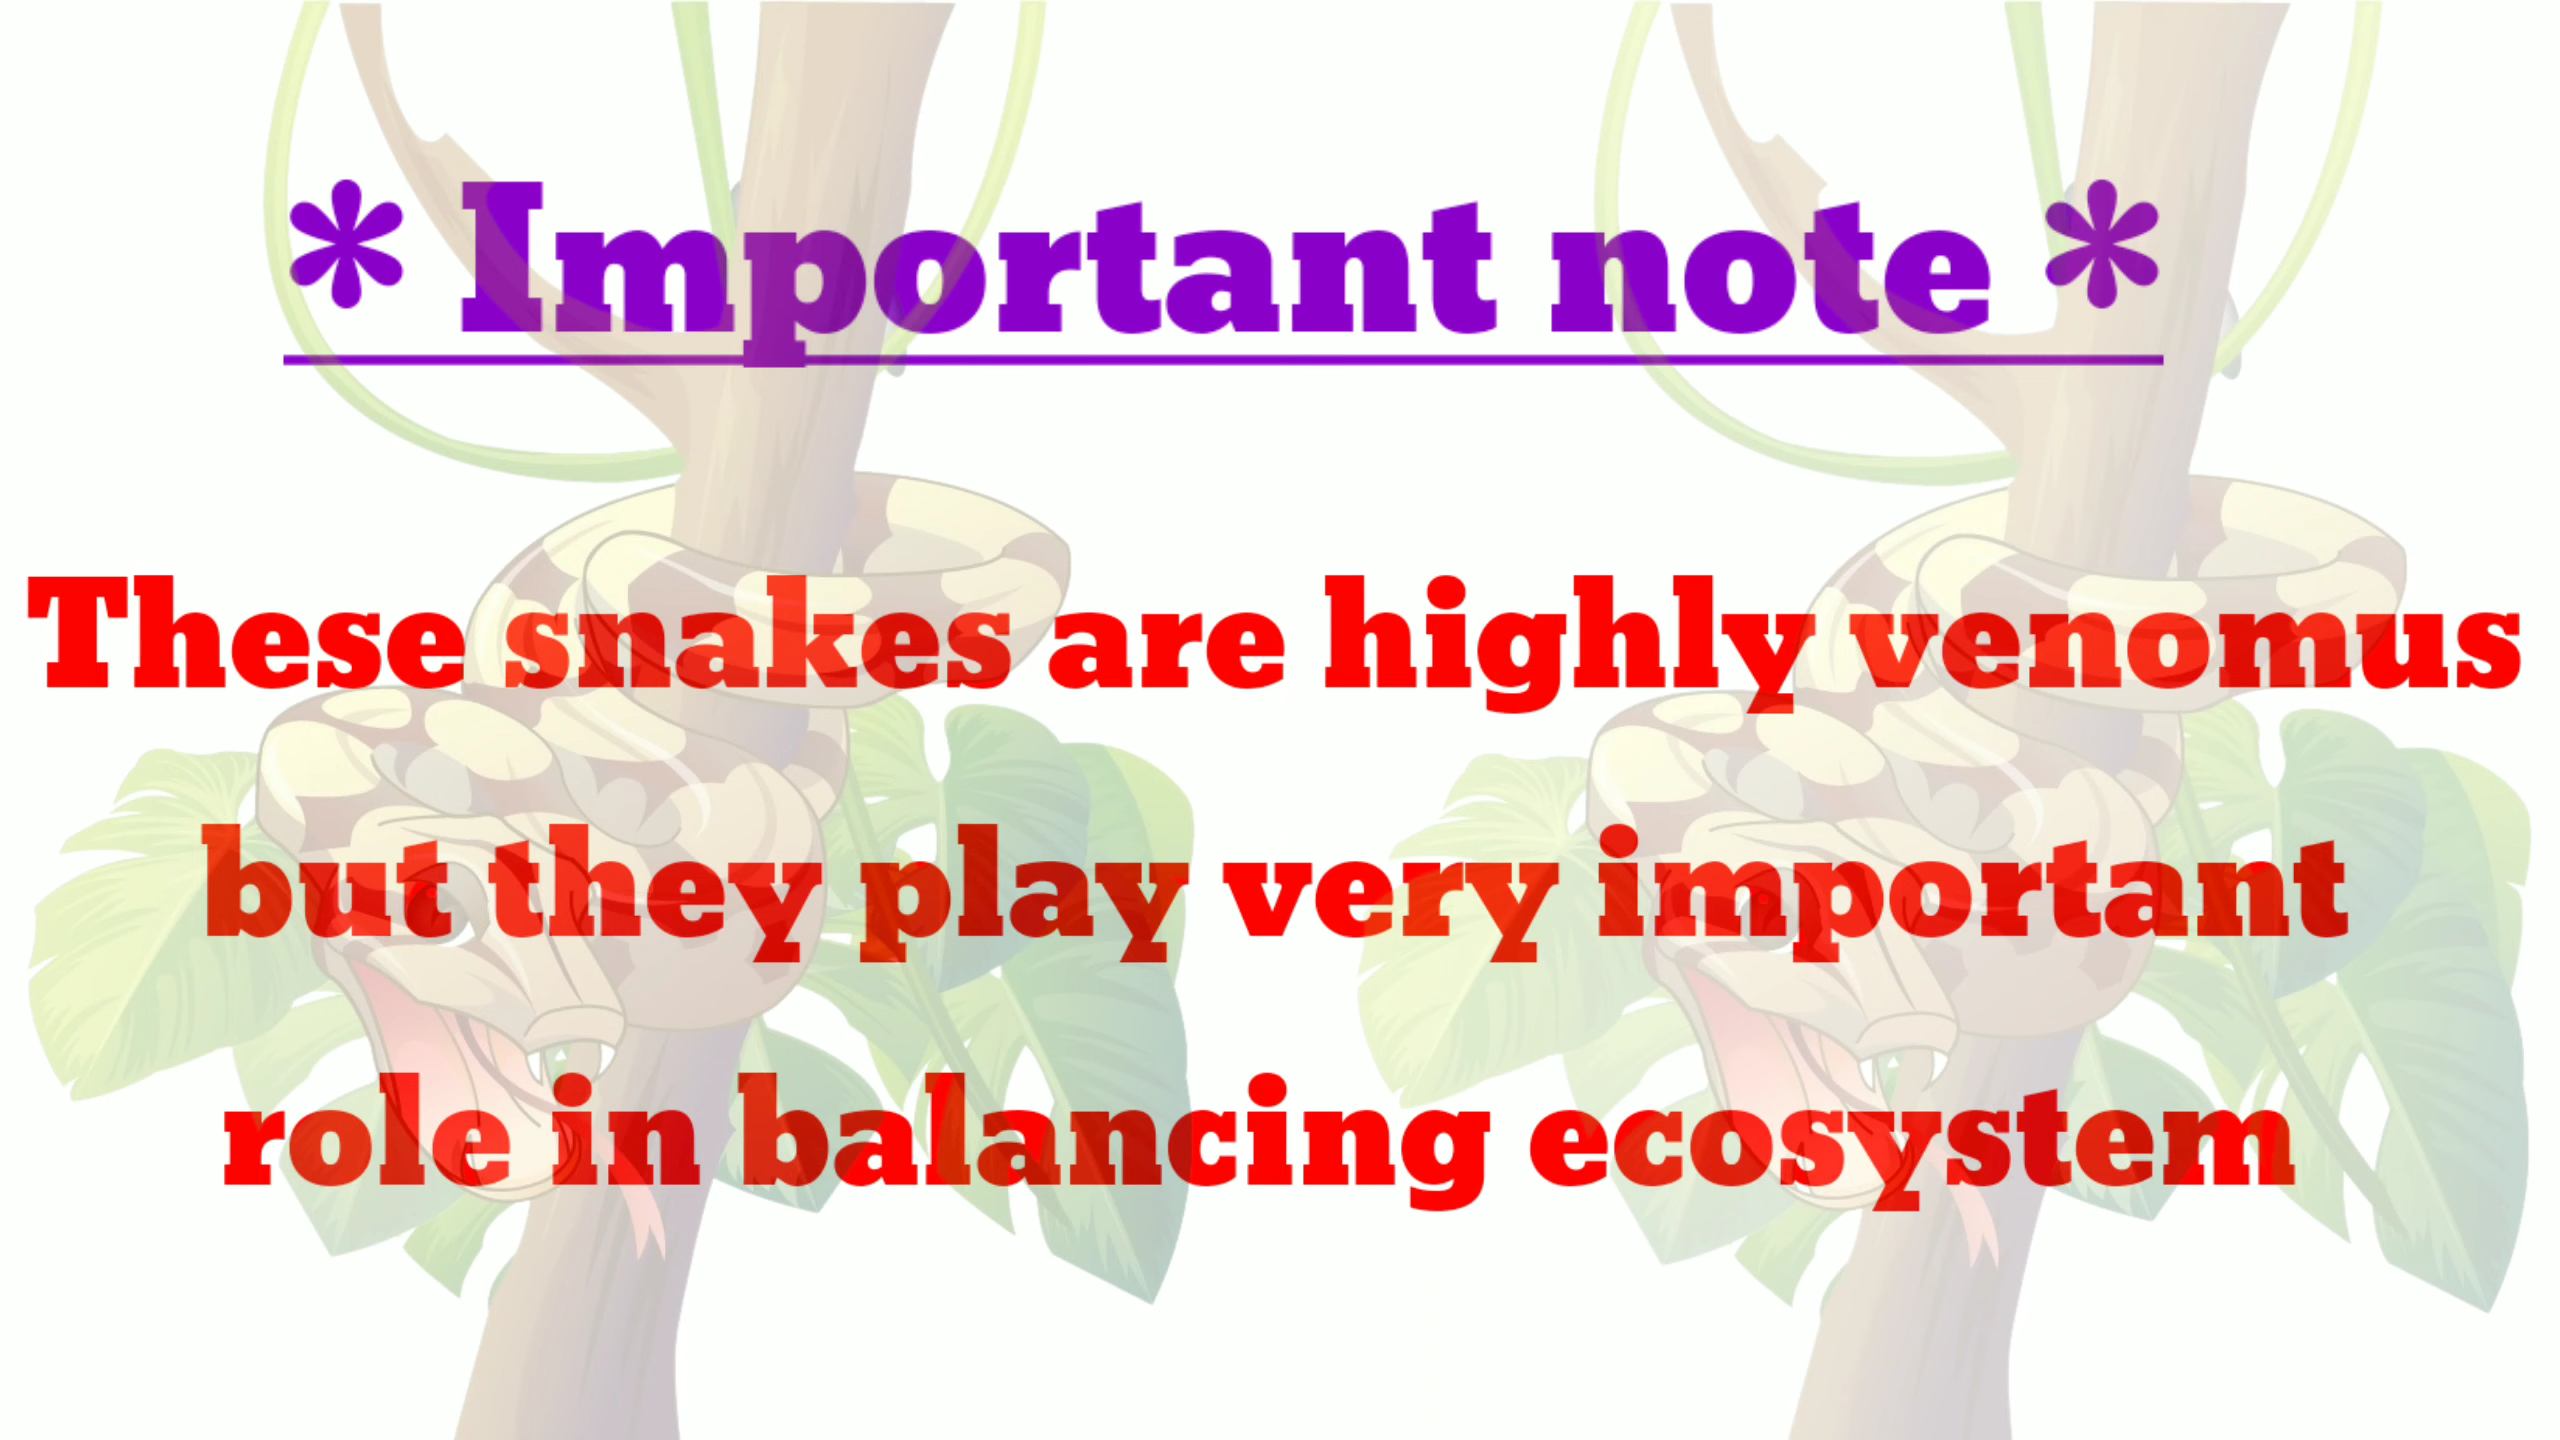 * Important note *
These snakes are highly venomus
but they play very important
role in balancing ecosystem